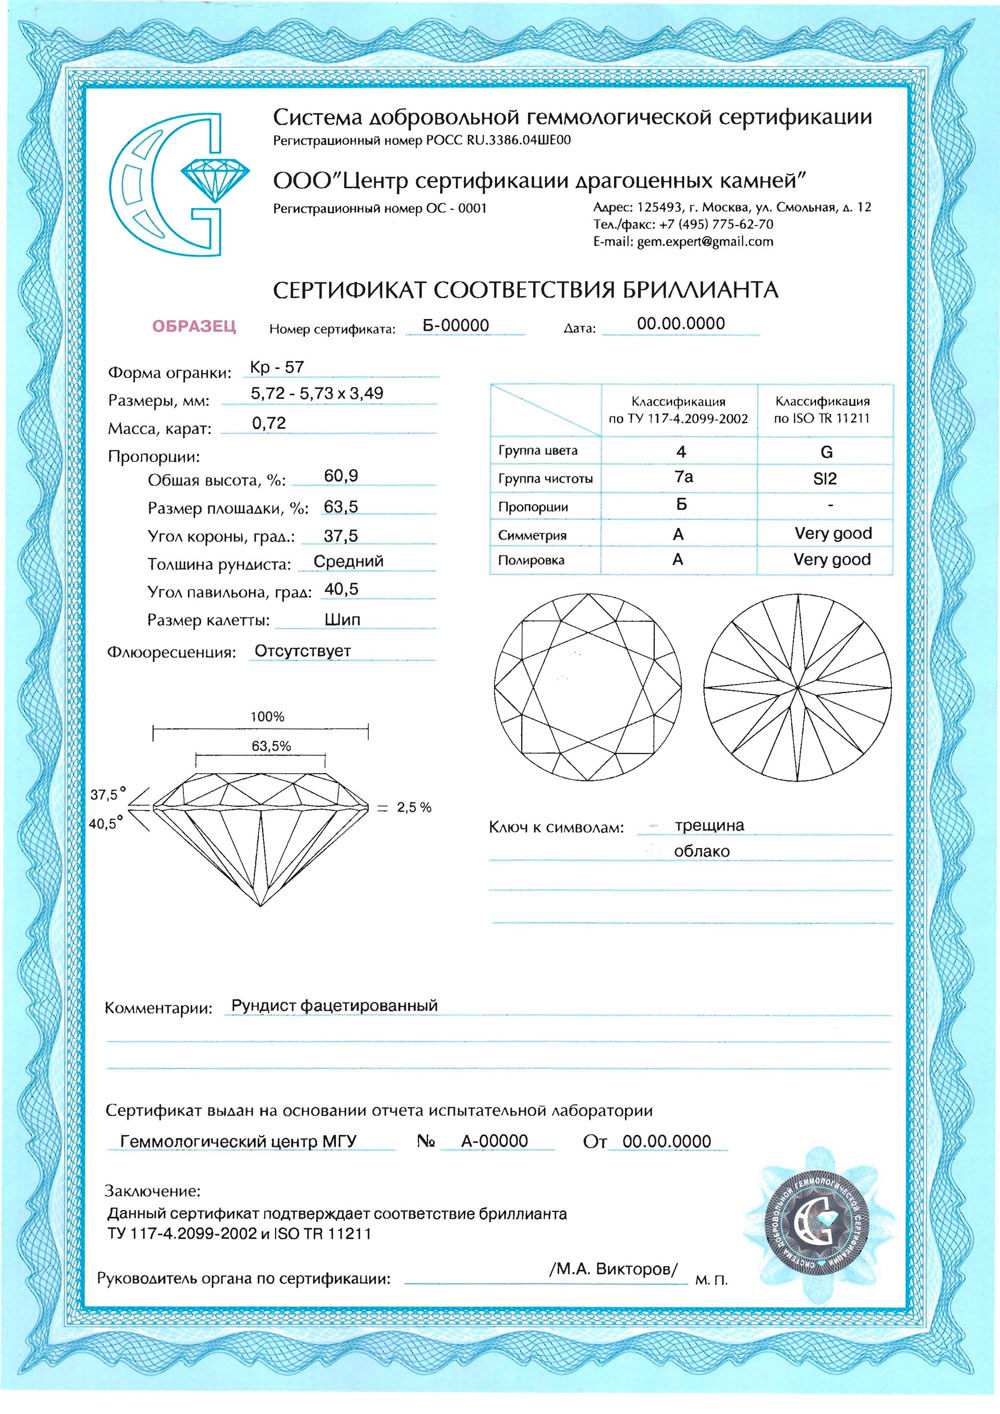 Система добровольной геммологической сертификации
Регистрационный номер РОСС RU.3386.04ШЕ00
ООО"Центр сертификации драгоценных камней"
Регистрационный номер ОС - 0001
Адрес: 125493, г. Москва, ул. Смольная, д. 12
Тел./факс: +7 (495) 775-62-70
E-mail: gem.expert@gmail.com
СЕРТИФИКАТ СООТВЕТСТВИЯ БРИЛЛИАНТА
ОБРАЗЕЦ Номер сертификата: Б-00000 Дата: 00.00.0000
Форма огранки: Кр - 57
Размеры, мм: 5,72 - 5,73 х 3,49
Масса, карат: 0,72
Пропорции:
Общая высота, %: 60,9
Размер площадки, %: 63,5
Угол короны, град.: 37,5
Толщина рундиста: Средний
Угол павильона, град: 40,5
Размер калетты: Шип
Флюоресценция: Отсутствует
Классификация по ТУ 117-4.2099-2002 Классификация по ISO TR 11211
Группа цвета 4 G
Группа чистоты 7а SI2
Пропорции Б -
Симметрия А Very good
Полировка А Very good
100%
63,5%
37,5°
40,5°
= 2,5 %
Ключ к символам: трещина
облако
Комментарии: Рундист фацетированный
Сертификат выдан на основании отчета испытательной лаборатории
Геммологический центр МГУ № А-00000 От 00.00.0000
Заключение:
Данный сертификат подтверждает соответствие бриллианта
ТУ 117-4.2099-2002 и ISO TR 11211
Руководитель органа по сертификации: /М.А. Викторов/ М. П.
СИСТЕМА ДОБРОВОЛЬНОЙ ГЕММОЛОГИЧЕСКОЙ СЕРТИФИКАЦИИ